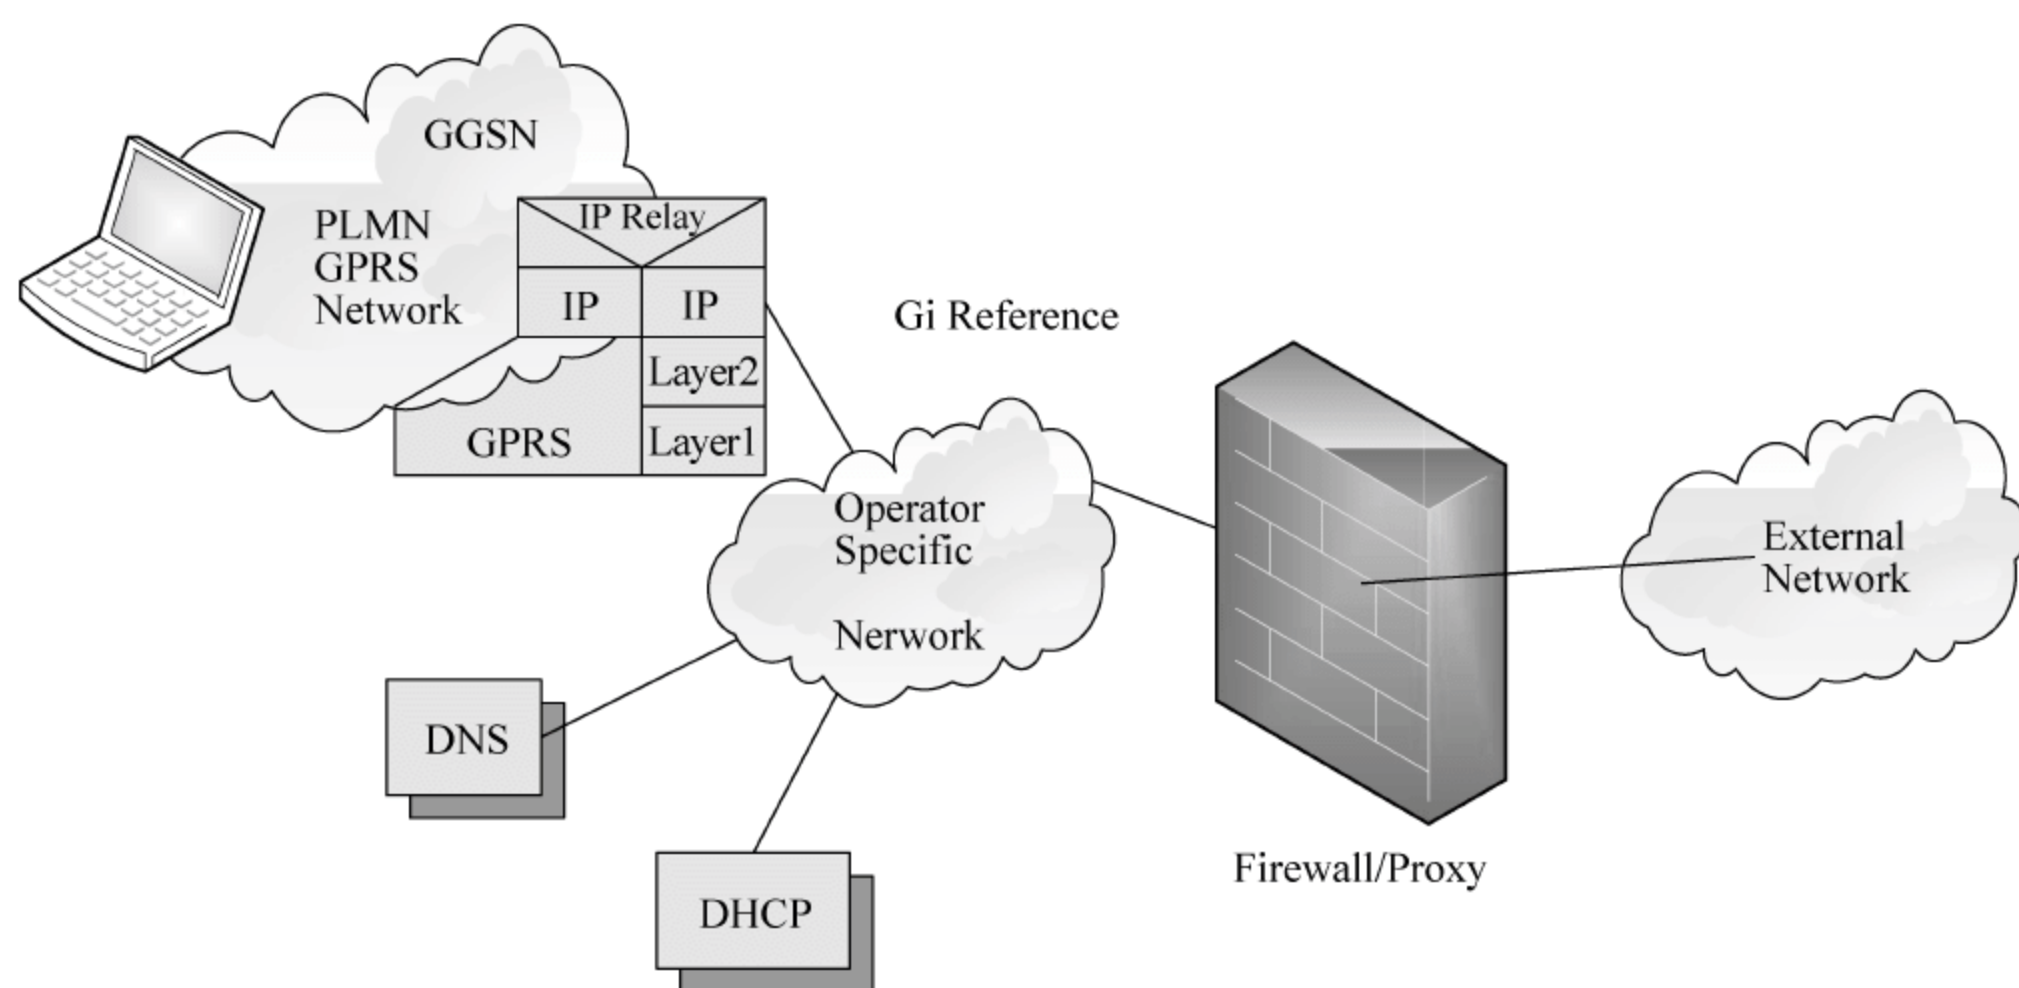 GGSN
PLMN
GPRS
Network
IP Relay
IP
IP
Layer2
GPRS
Layer1
Gi Reference
Operator
Specific
Nerwork
External
Network
DNS
DHCP
Firewall/Proxy